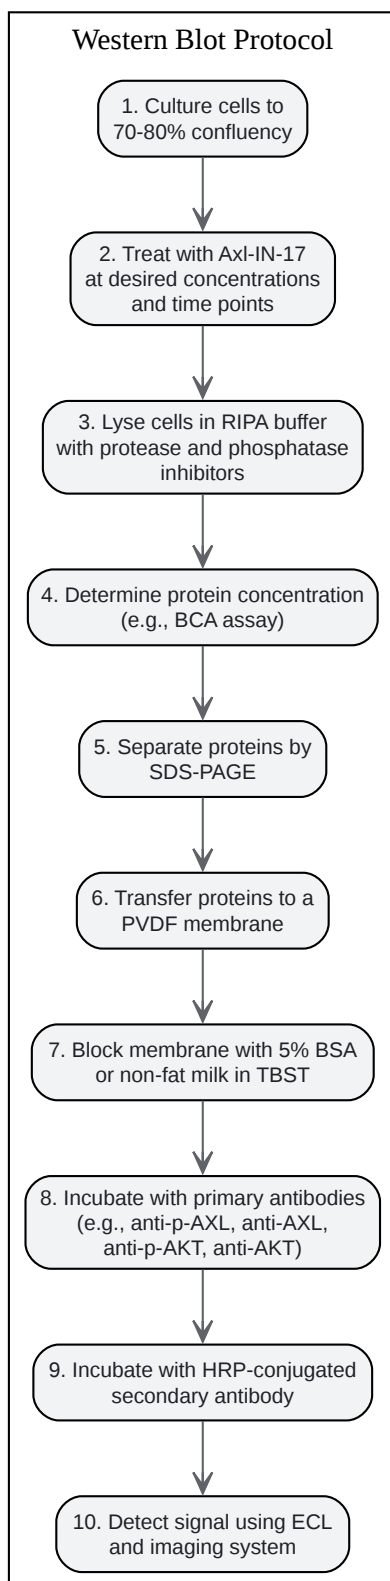 Western Blot Protocol
1. Culture cells to
70-80% confluency
2. Treat with Axl-IN-17
at desired concentrations
and time points
3. Lyse cells in RIPA buffer
with protease and phosphatase
inhibitors
4. Determine protein concentration
(e.g., BCA assay)
5. Separate proteins by
SDS-PAGE
6. Transfer proteins to a
PVDF membrane
7. Block membrane with 5% BSA
or non-fat milk in TBST
8. Incubate with primary antibodies
(e.g., anti-p-AXL, anti-AXL,
anti-p-AKT, anti-AKT)
9. Incubate with HRP-conjugated
secondary antibody
10. Detect signal using ECL
and imaging system